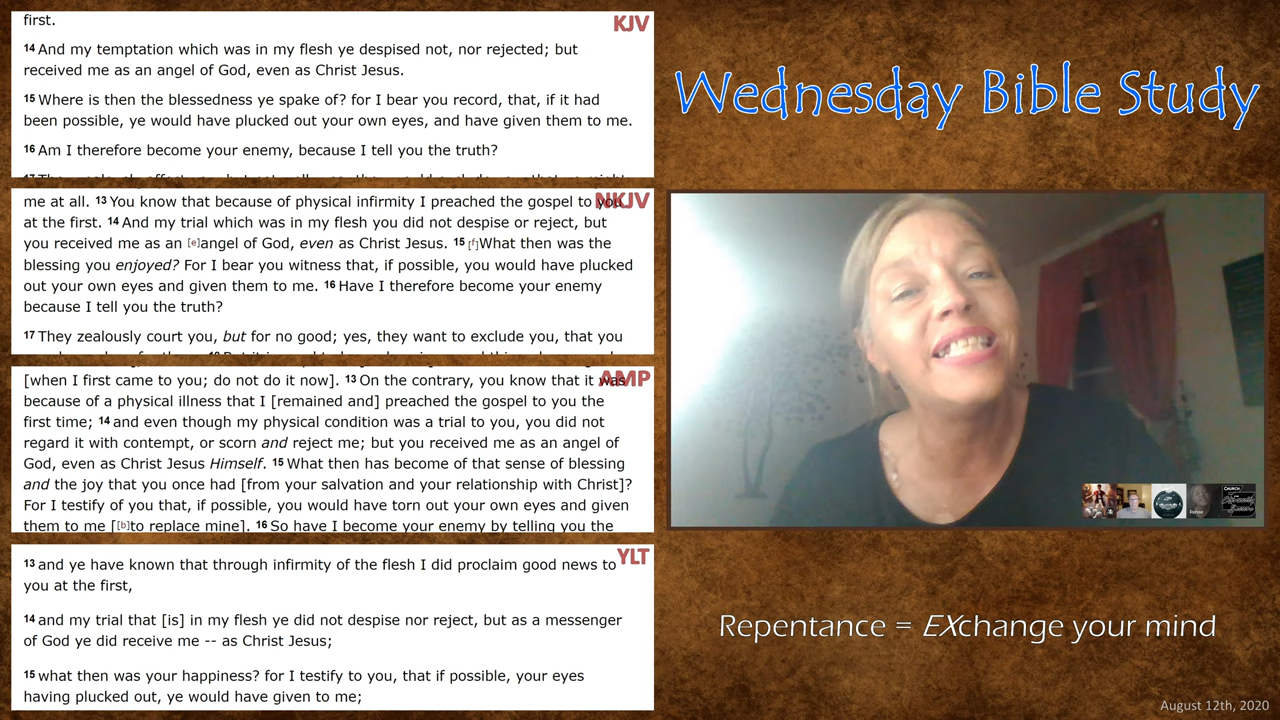 first.
KJV
14 And my temptation which was in my flesh ye despised not, nor rejected; but
received me as an angel of God, even as Christ Jesus.
15 Where is then the blessedness ye spake of? for I bear you record, that, if it had
been possible, ye would have plucked out your own eyes, and have given them to me.
16 Am I therefore become your enemy, because I tell you the truth?
NKJV
me at all. 13 You know that because of physical infirmity I preached the gospel to you
at the first. 14 And my trial which was in my flesh you did not despise or reject, but
you received me as an [e]angel of God, even as Christ Jesus. 15 [f]What then was the
blessing you enjoyed? For I bear you witness that, if possible, you would have plucked
out your own eyes and given them to me. 16 Have I therefore become your enemy
because I tell you the truth?
17 They zealously court you, but for no good; yes, they want to exclude you, that you
AMP
[when I first came to you; do not do it now]. 13 On the contrary, you know that it was
because of a physical illness that I [remained and] preached the gospel to you the
first time; 14 and even though my physical condition was a trial to you, you did not
regard it with contempt, or scorn and reject me; but you received me as an angel of
God, even as Christ Jesus Himself. 15 What then has become of that sense of blessing
and the joy that you once had [from your salvation and your relationship with Christ]?
For I testify of you that, if possible, you would have torn out your own eyes and given
them to me [[b]to replace mine]. 16 So have I become your enemy by telling you the
YLT
13 and ye have known that through infirmity of the flesh I did proclaim good news to
you at the first,
14 and my trial that [is] in my flesh ye did not despise nor reject, but as a messenger
of God ye did receive me -- as Christ Jesus;
15 what then was your happiness? for I testify to you, that if possible, your eyes
having plucked out, ye would have given to me;
Wednesday Bible Study
CHURCH
Repentance = EXchange your mind
August 12th, 2020